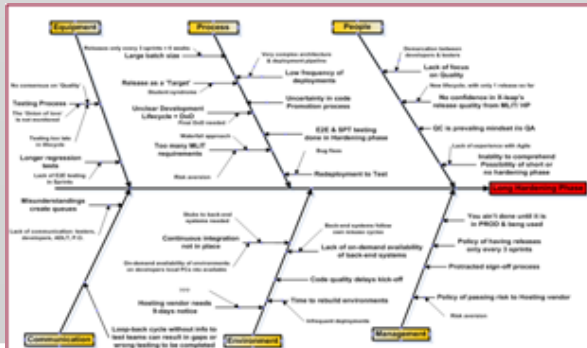 Equipment
Process
People
Releases only every 3 sprints = 6 weeks
Large batch size
Very complex architecture
& deployment pipeline
Demarcation between
developers & testers
Lack of focus
on Quality
No consensus on 'Quality'
Release as a 'Target'
Student-syndrome
Low frequency of
deployments
New lifecycle, with only 1 release so far
No confidence in X-leap's
release quality from
Testing Process
The
is not monitored
Unclear Development
Lifecycle + DoD
Final DoD needed
Uncertainty in code
Promotion process
QC is prevailing mindset
QA
Testing too late
in lifecycle
Waterfall approach
Too many
requirements
E2E &
testing
done in Hardening phase
Lack of experience with Agile
Inability to comprehend
Possibility of short or
no hardening phase
Longer regression
tests
Lack of E2E testing
in Sprints
Risk aversion
Bug fixes
Redeployment to Test
Long Hardening Phase
Misunderstandings
create queues
Lack of communication: testers,
developers,
P.O.
Stubs to back-end
systems needed
Continuous integration
not in place
Back-end systems follow
own release cycles
Lack of on-demand availability
of back-end systems
You ain't done until it is
in PROD & being used
Policy of having releases
only every 3 sprints
On-demand availability of environments
on developers local PCs
available
Protracted sign-off process
Code quality delays kick-off
Hosting vendor needs
9-days notice
Time to rebuild environments
Infrequent deployments
Policy of passing risk to Hosting vendor
Risk aversion
Loop-back cycle without info to
test teams can result in gaps or
wrong testing to be completed
Communication
Environment
Management